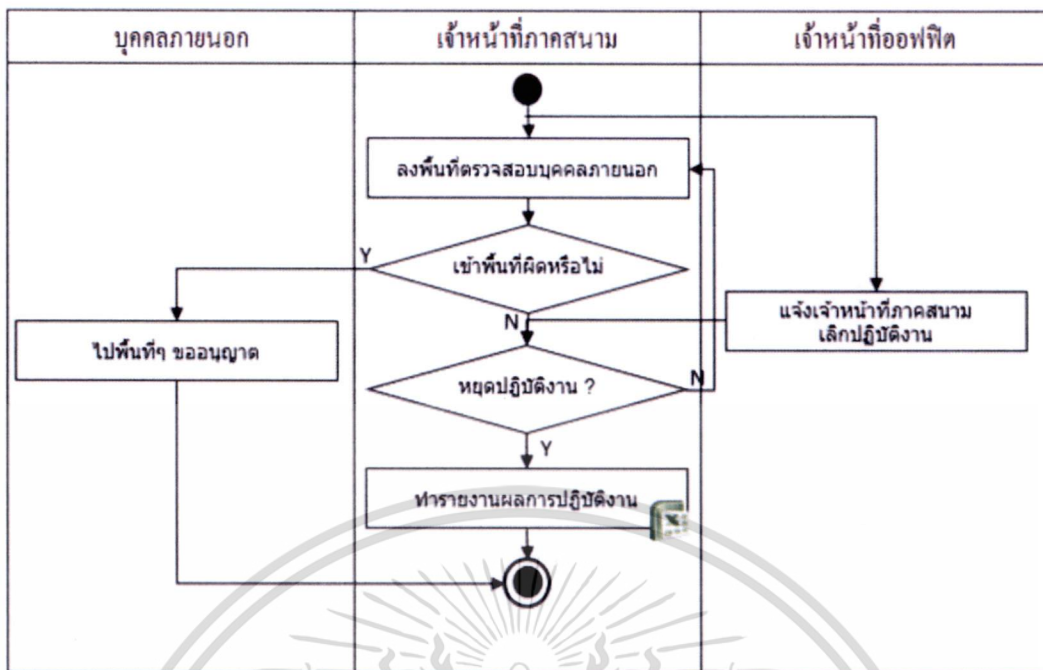 บุคคลภายนอก
เจ้าหน้าที่ภาคสนาม
เจ้าหน้าที่ออฟฟิต
ลงพื้นที่ตรวจสอบบุคคลภายนอก
Y
เข้าพื้นที่ผิดหรือไม่
แจ้งเจ้าหน้าที่ภาคสนาม
เลิกปฏิบัติงาน
N
ไปพื้นที่ๆ ขออนุญาต
หยุดปฏิบัติงาน ?
N
Y
ทำรายงานผลการปฏิบัติงาน